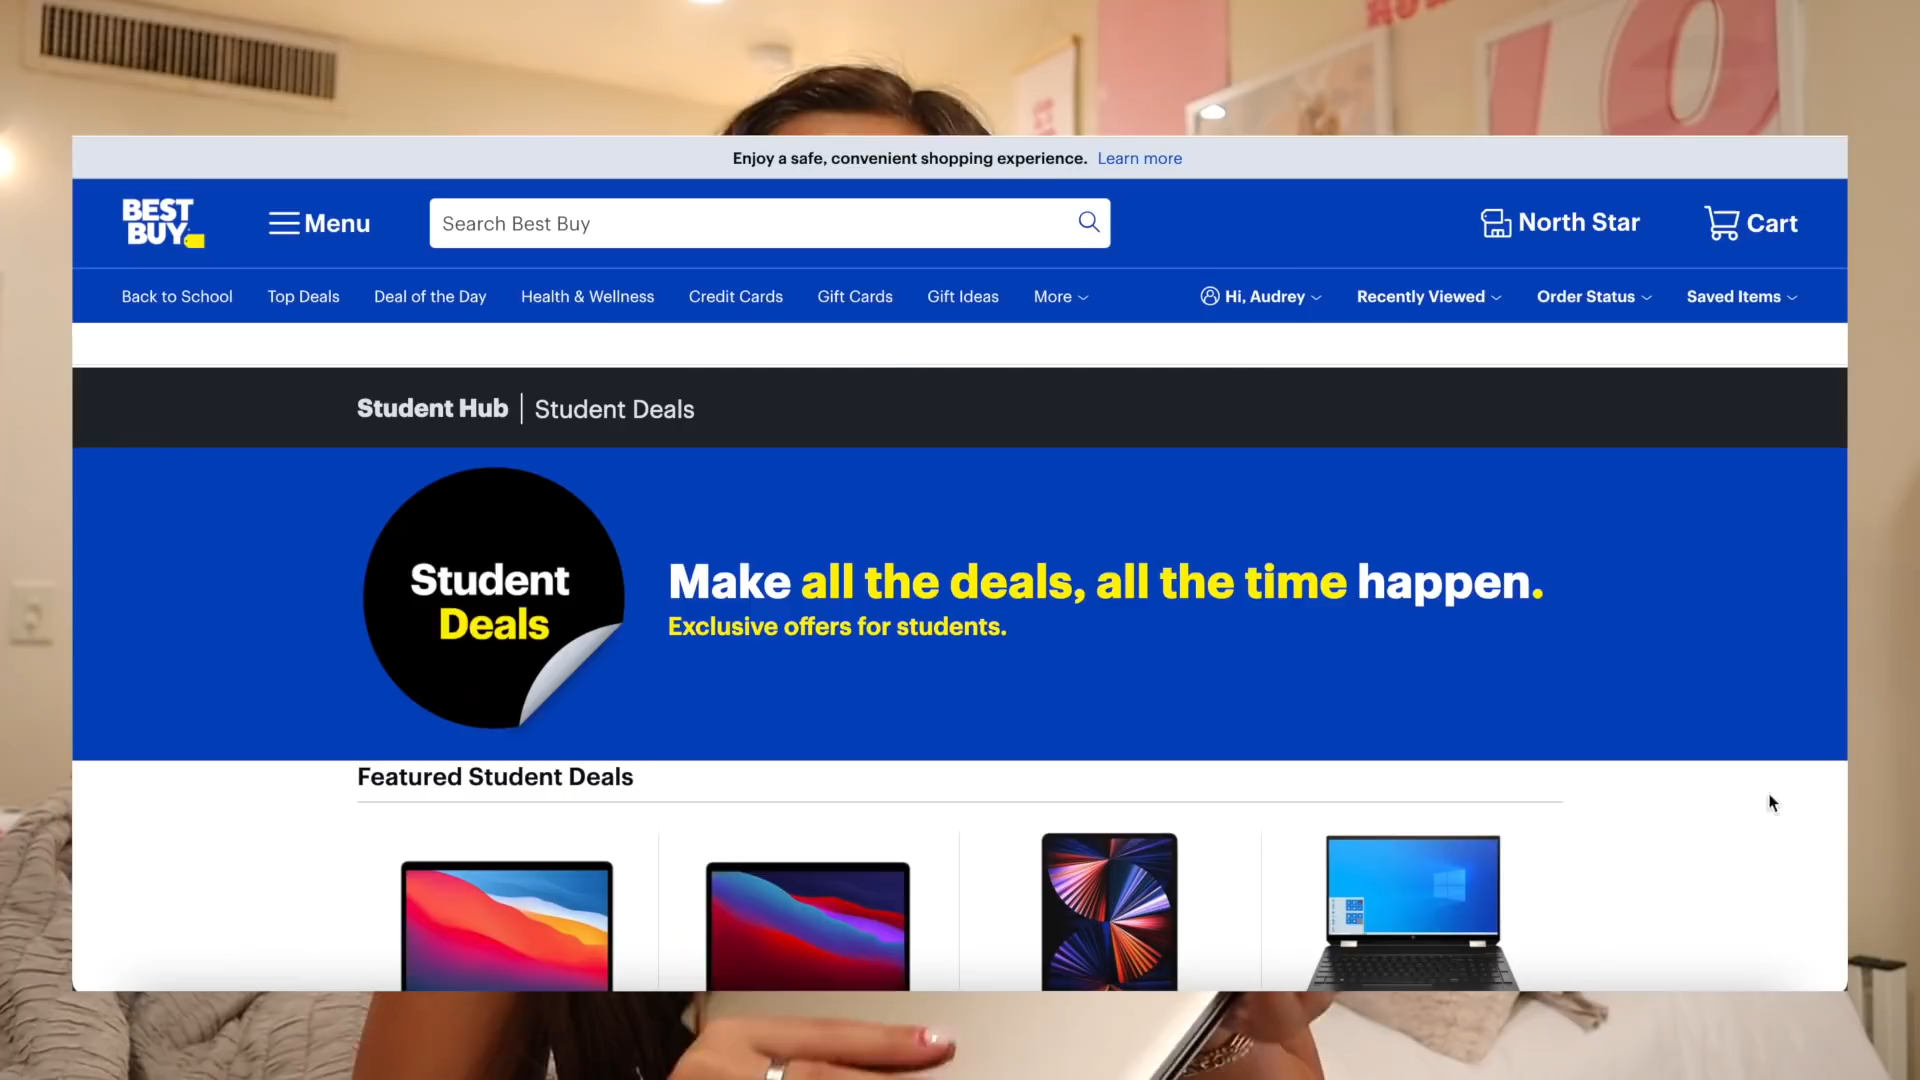 Enjoy a safe, convenient shopping experience. Learn more
BEST
BUY
Menu
Search Best Buy
North Star
Cart
Back to School
Top Deals
Deal of the Day
Health & Wellness
Credit Cards
Gift Cards
Gift Ideas
More
Hi, Audrey
Recently Viewed
Order Status
Saved Items
Student Hub | Student Deals
Student
Deals
Make all the deals, all the time happen.
Exclusive offers for students.
Featured Student Deals